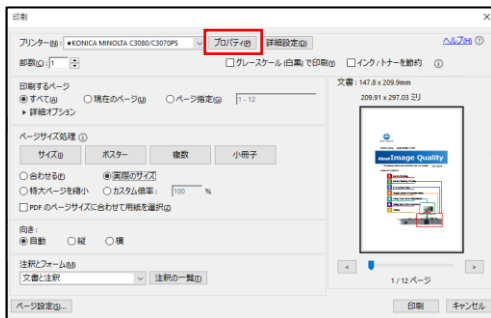 印刷
プリンター(N): ★KONICA MINOLTA C3080/C3070PS プロパティ(P) 詳細設定(D) ヘルプ(H)
部数(C): 1 グレースケール (白黒) で印刷(I) インク / トナーを節約
印刷するページ
すべて(A) 現在のページ(U) ページ指定(G) 1 - 12
詳細オプション
ページサイズ処理
サイズ(I) ポスター 複数 小冊子
合わせる(F) 実際のサイズ
特大ページを縮小 カスタム倍率： 100 %
PDF のページサイズに合わせて用紙を選択(Z)
向き：
自動 縦 横
注釈とフォーム(M)
文書と注釈 注釈の一覧(T)
文書：147.8 x 209.9mm
209.91 x 297.03 ミリ
About Image Quality
< >
1 / 12 ページ
ページ設定(S)... 印刷 キャンセル